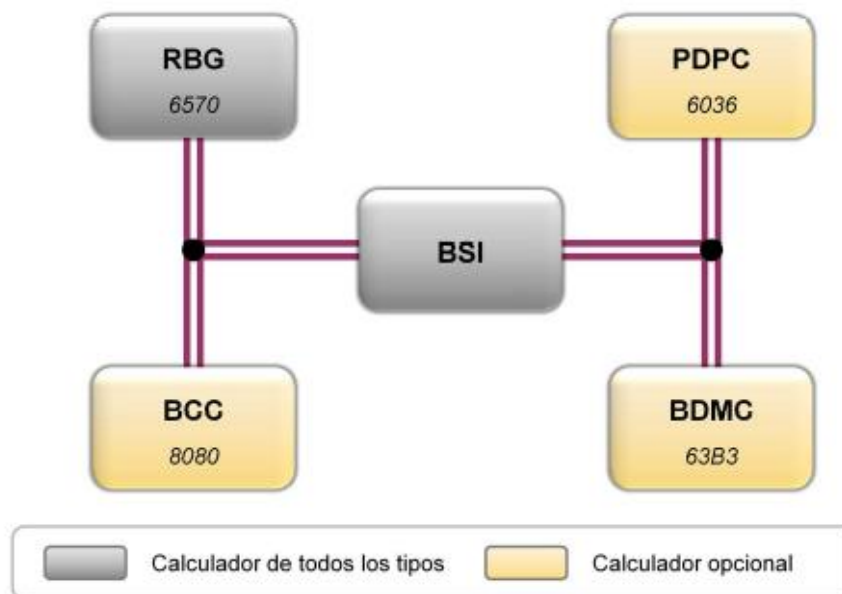 RBG
6570
PDPC
6036
BSI
BCC
8080
BDMC
63B3
Calculador de todos los tipos
Calculador opcional